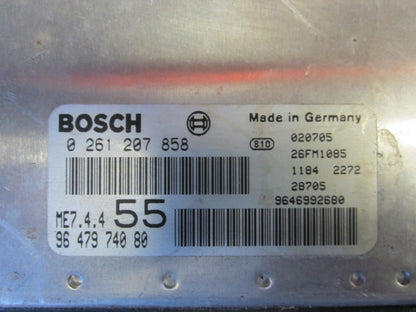 BOSCH
Made in Germany
0 261 207 858
810
020705
26FM1085
1184 2272
28705
9646992680
ME7.4.4 55
96 479 740 80